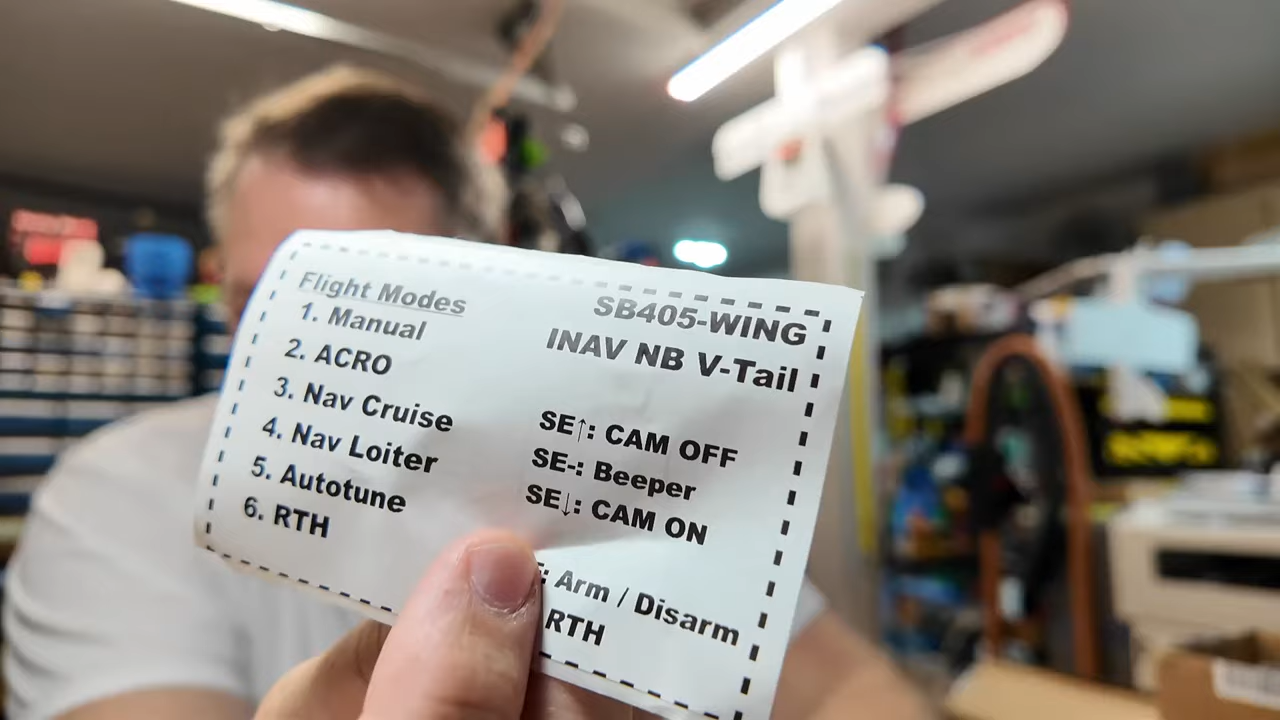 Flight Modes
1. Manual
2. ACRO
3. Nav Cruise
4. Nav Loiter
5. Autotune
6. RTH
SB405-WING
INAV NB V-Tail
SE↑: CAM OFF
SE-: Beeper
SE↓: CAM ON
: Arm / Disarm
RTH